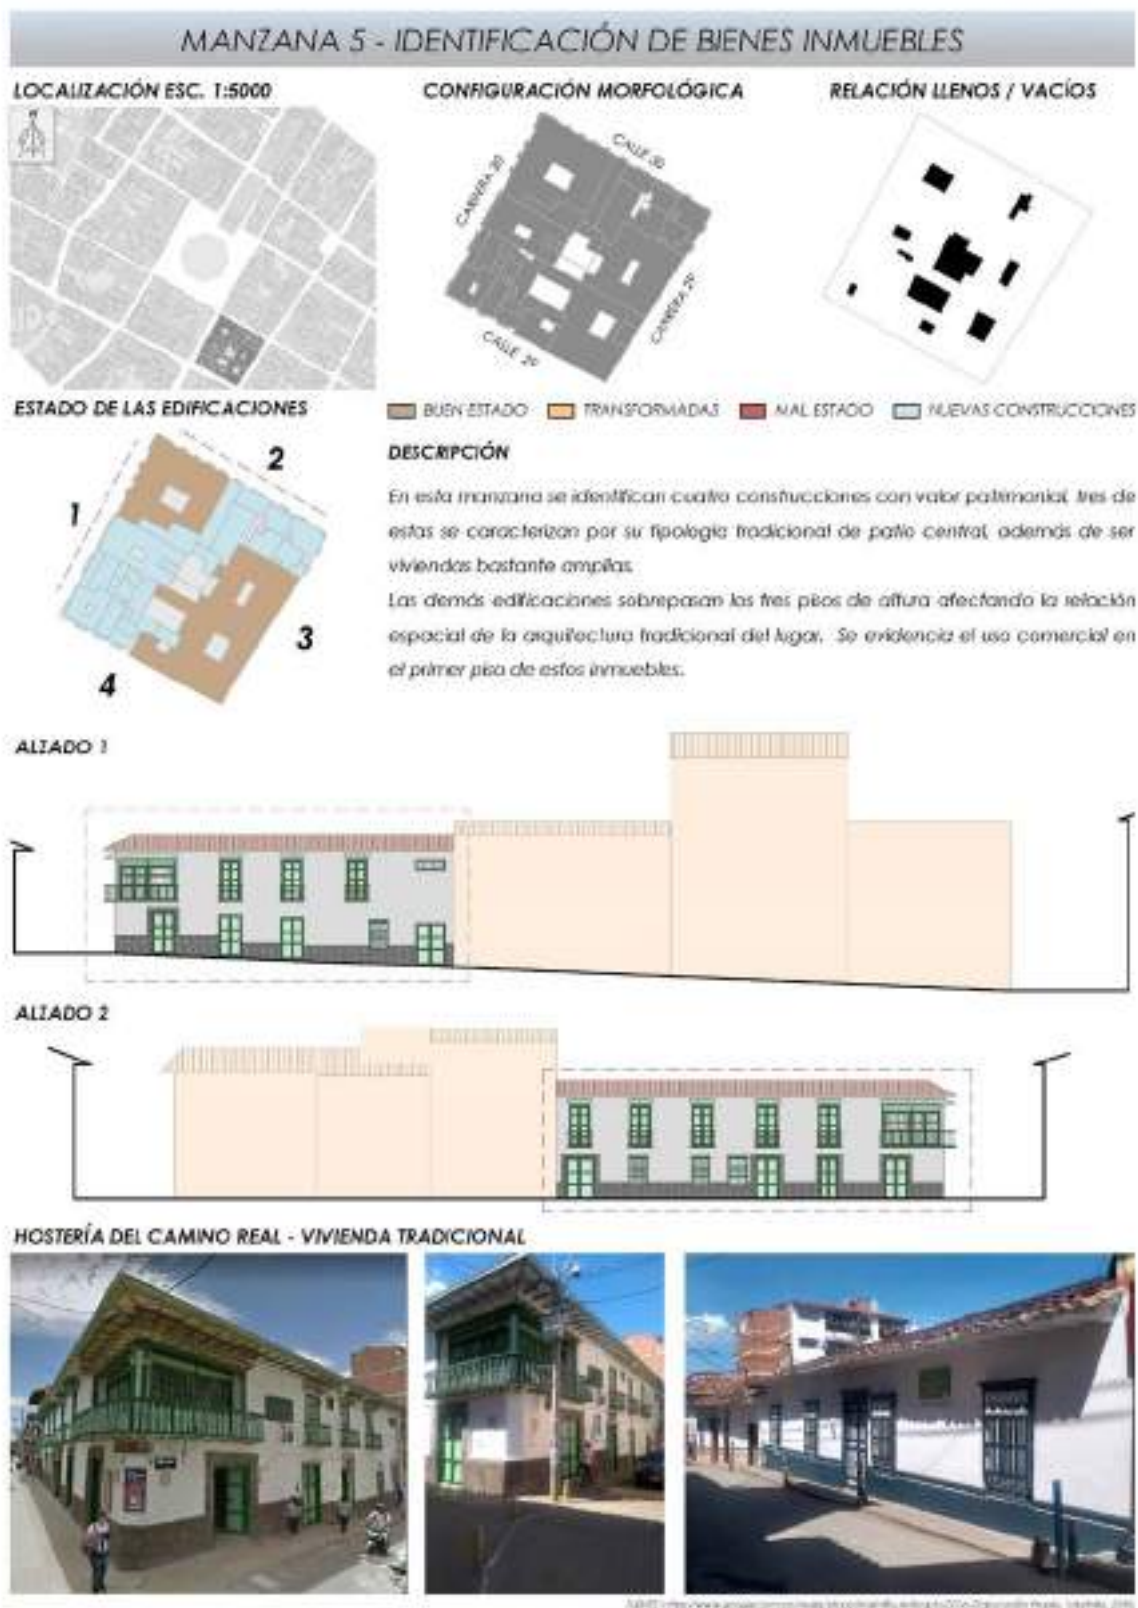 MANZANA 5 - IDENTIFICACIÓN DE BIENES INMUEBLES
LOCALIZACIÓN ESC. 1:5000
CONFIGURACIÓN MORFOLÓGICA
RELACIÓN LLENOS / VACÍOS
CARRERA 30
CALLE 30
CARRERA 29
CALLE 29
ESTADO DE LAS EDIFICACIONES
BUEN ESTADO
TRANSFORMADAS
MAL ESTADO
NUEVAS CONSTRUCCIONES
1
2
3
4
DESCRIPCIÓN
En esta manzana se identifican cuatro construcciones con valor patrimonial, tres de
estas se caracterizan por su tipología tradicional de patio central, además de ser
viviendas bastante amplias.
Las demás edificaciones sobrepasan los tres pisos de altura afectando la relación
espacial de la arquitectura tradicional del lugar. Se evidencia el uso comercial en
el primer piso de estos inmuebles.
ALZADO 1
ALZADO 2
HOSTERÍA DEL CAMINO REAL - VIVIENDA TRADICIONAL